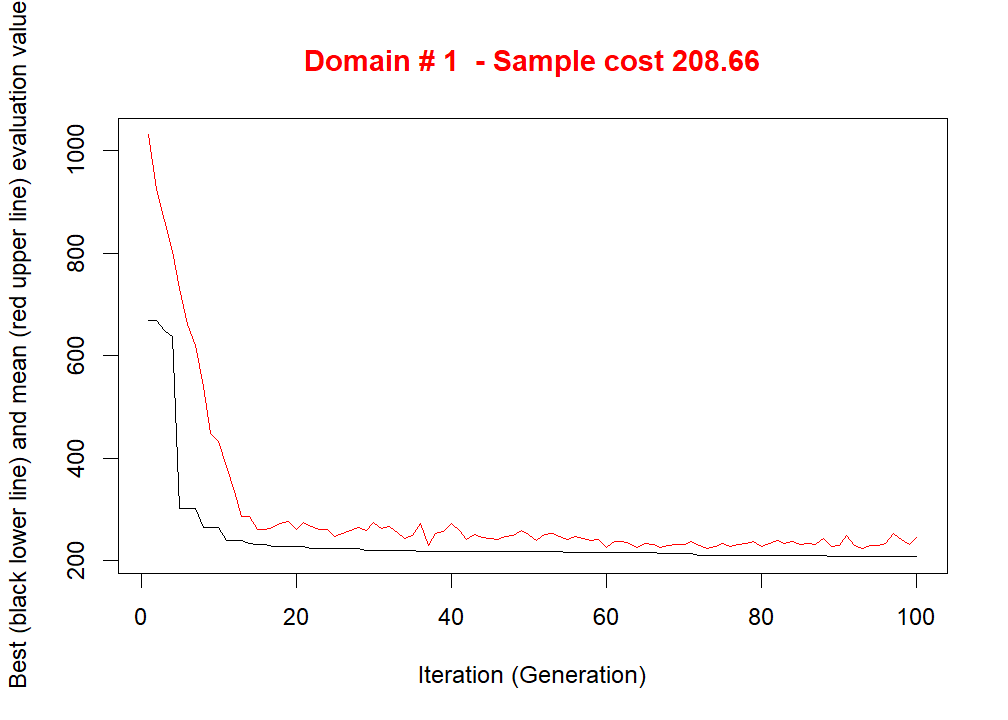 Domain # 1  - Sample cost 208.66
Best (black lower line) and mean (red upper line) evaluation value
1000
800
600
400
200
0 20 40 60 80 100
Iteration (Generation)